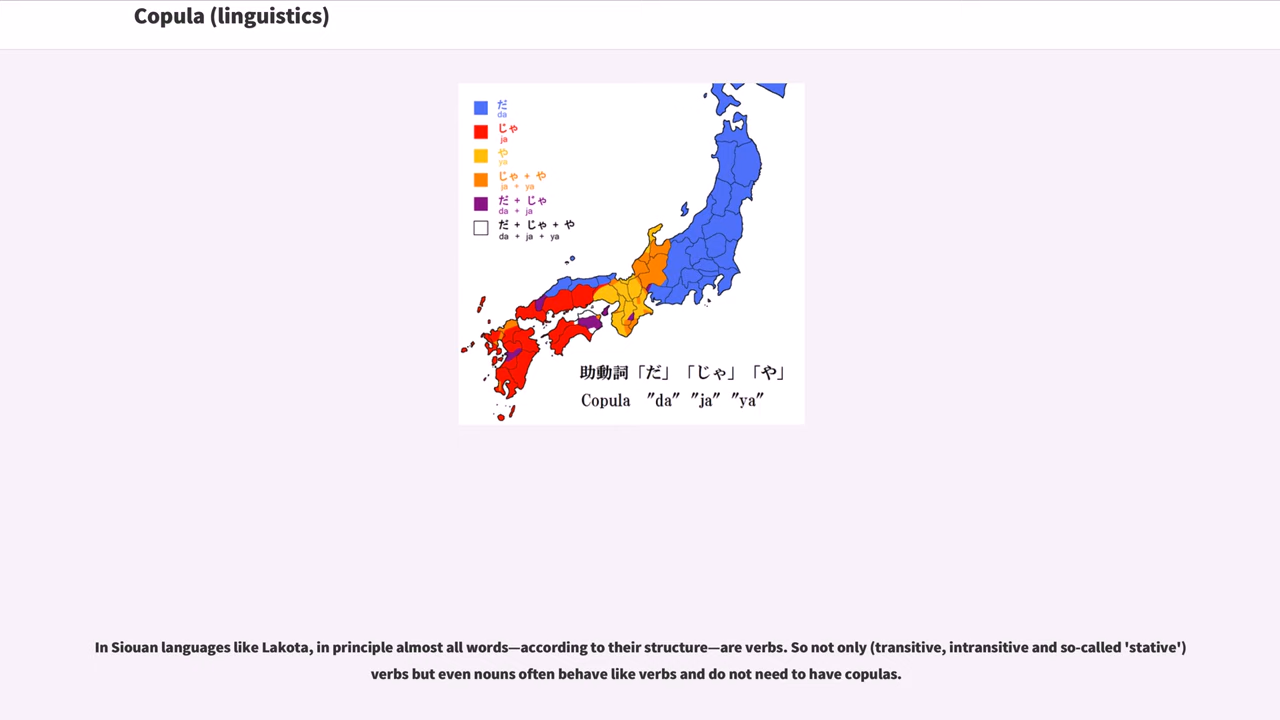 Copula (linguistics)
だ
da
じゃ
ja
や
ya
じゃ + や
ja + ya
だ + じゃ
da + ja
だ + じゃ + や
da + ja + ya
助動詞「だ」「じゃ」「や」
Copula "da" "ja" "ya"
In Siouan languages like Lakota, in principle almost all words—according to their structure—are verbs. So not only (transitive, intransitive and so-called 'stative')
verbs but even nouns often behave like verbs and do not need to have copulas.